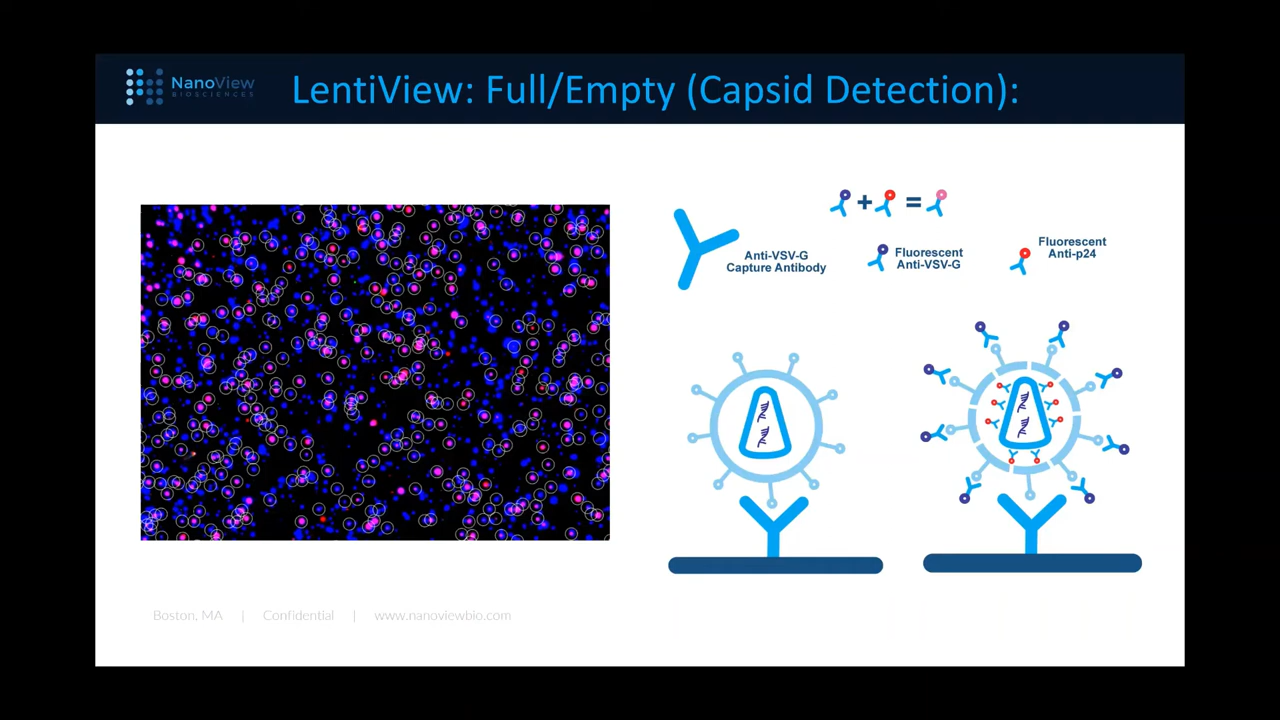 NanoView
BIOSCIENCES
LentiView: Full/Empty (Capsid Detection):
+ =
Anti-VSV-G
Capture Antibody
Fluorescent
Anti-VSV-G
Fluorescent
Anti-p24
Boston, MA | Confidential | www.nanoviewbio.com